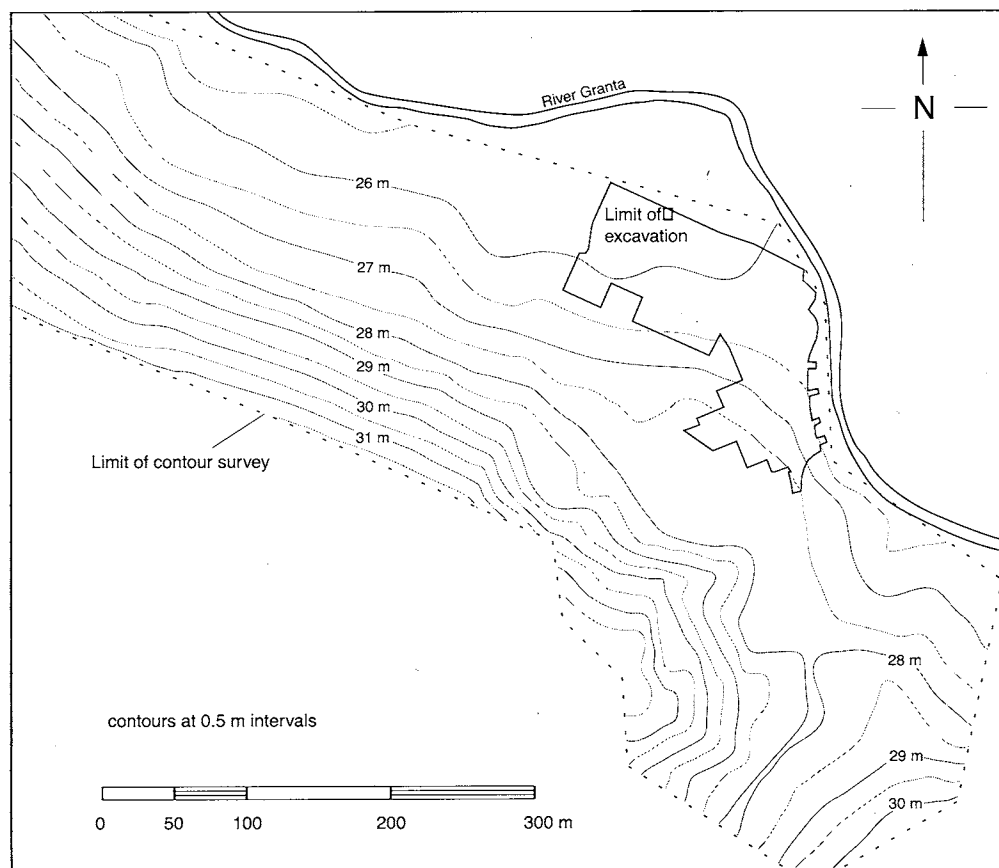 River Granta
N
26 m
Limit of
excavation
27 m
28 m
29 m
30 m
31 m
Limit of contour survey
28 m
contours at 0.5 m intervals
29 m
30 m
0 50 100 200 300 m